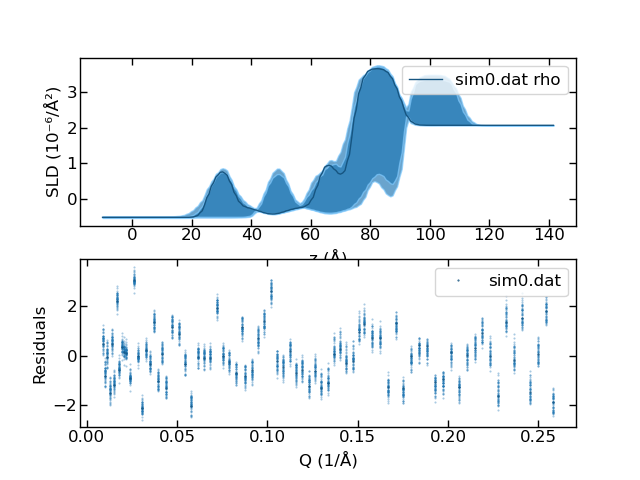 SLD (10⁻⁶/Å²)
3
2
1
0
sim0.dat rho
0 20 40 60 80 100 120 140
z (Å)
Residuals
2
0
−2
sim0.dat
0.00 0.05 0.10 0.15 0.20 0.25
Q (1/Å)